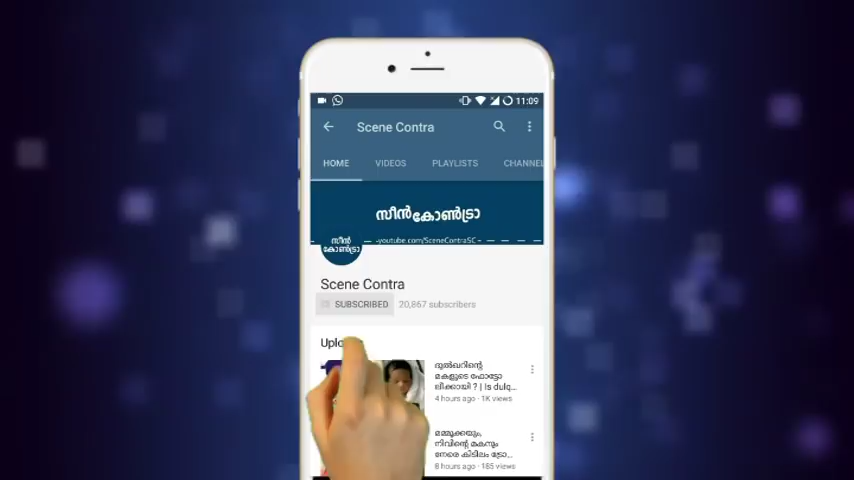 11:09
Scene Contra
HOME VIDEOS PLAYLISTS CHANNEL
സീൻകോൺട്രാ
youtube.com/SceneContraSC
സീൻ
കോൺട്രാ
Scene Contra
SUBSCRIBED 20,867 subscribers
ദുൽഖറിന്റെ
മകളുടെ ഫോട്ടോ
ലീക്കായി ? | Is dulq...
4 hours ago · 1K views
മമ്മൂക്കയും,
നിവിന്റെ മകനും
നേരെ കിടിലം ട്രോ...
8 hours ago · 185 views